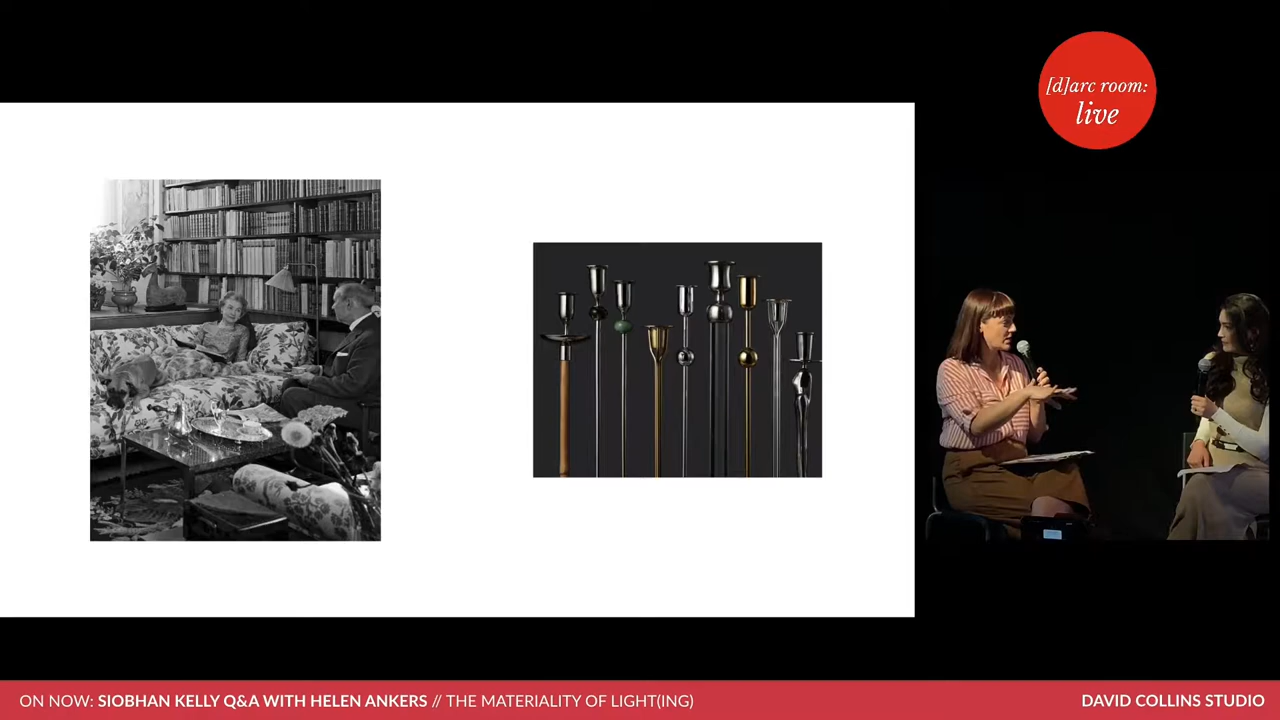 [d]arc room:
live
ON NOW: SIOBHAN KELLY Q&A WITH HELEN ANKERS // THE MATERIALITY OF LIGHT(ING)
DAVID COLLINS STUDIO